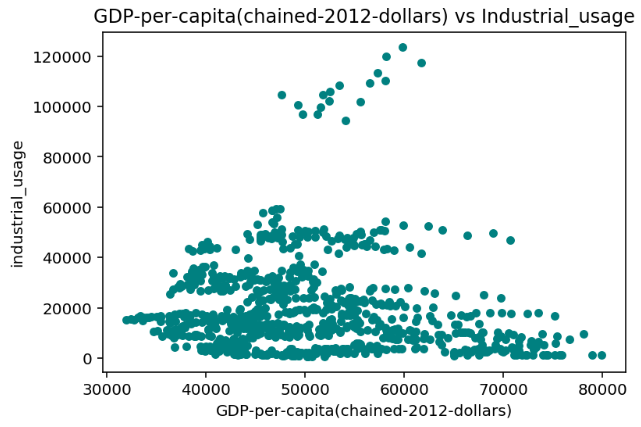 GDP-per-capita(chained-2012-dollars) vs Industrial_usage
120000
100000
80000
60000
40000
20000
0
industrial_usage
30000 40000 50000 60000 70000 80000
GDP-per-capita(chained-2012-dollars)